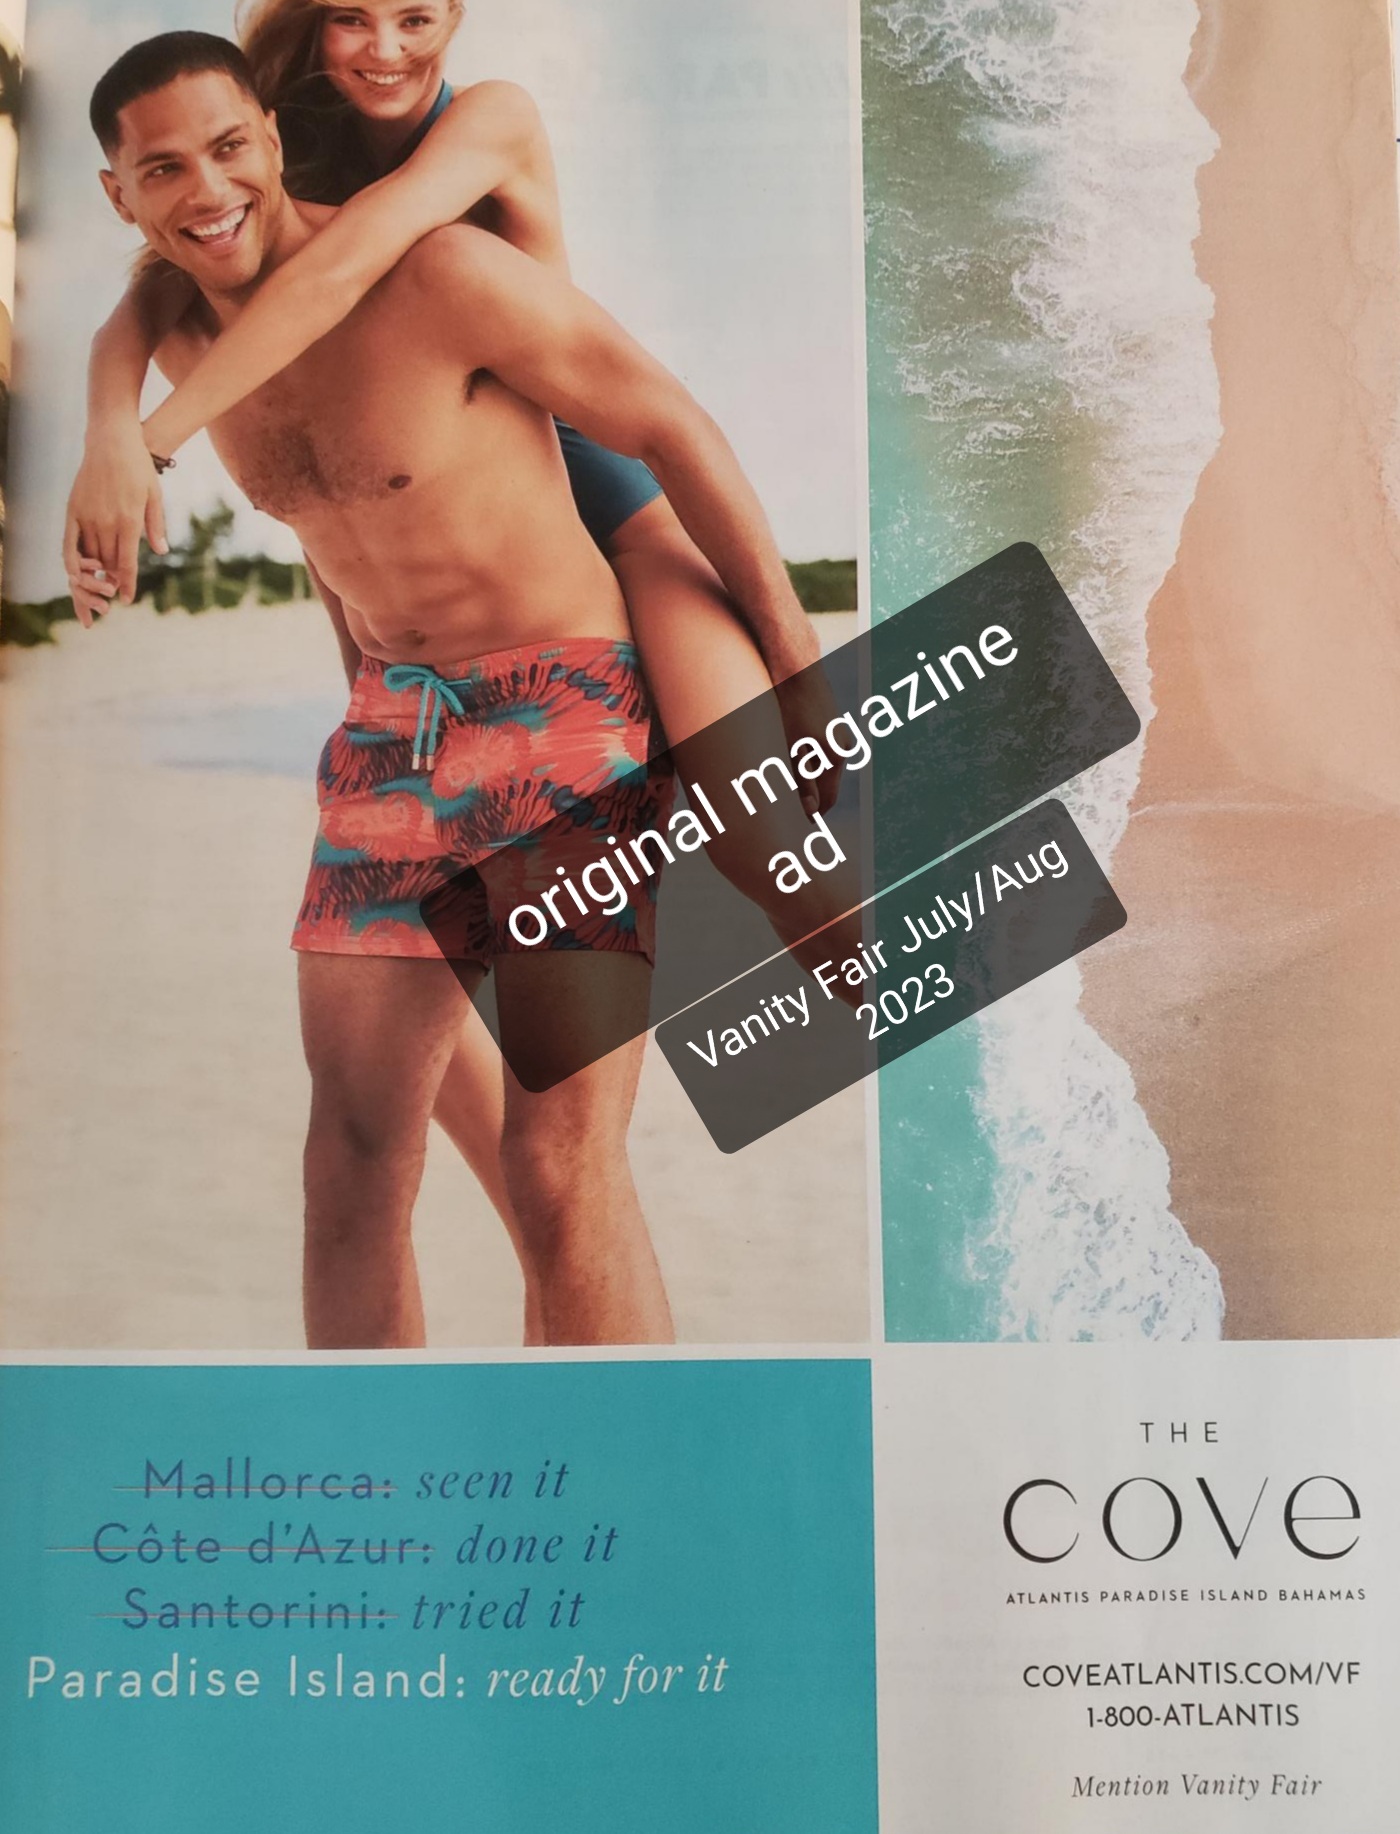 original magazine
ad
Vanity Fair July/Aug
2023
Mallorca: seen it
Côte d'Azur: done it
Santorini: tried it
Paradise Island: ready for it
THE
cove
ATLANTIS PARADISE ISLAND BAHAMAS
COVEATLANTIS.COM/VF
1-800-ATLANTIS
Mention Vanity Fair